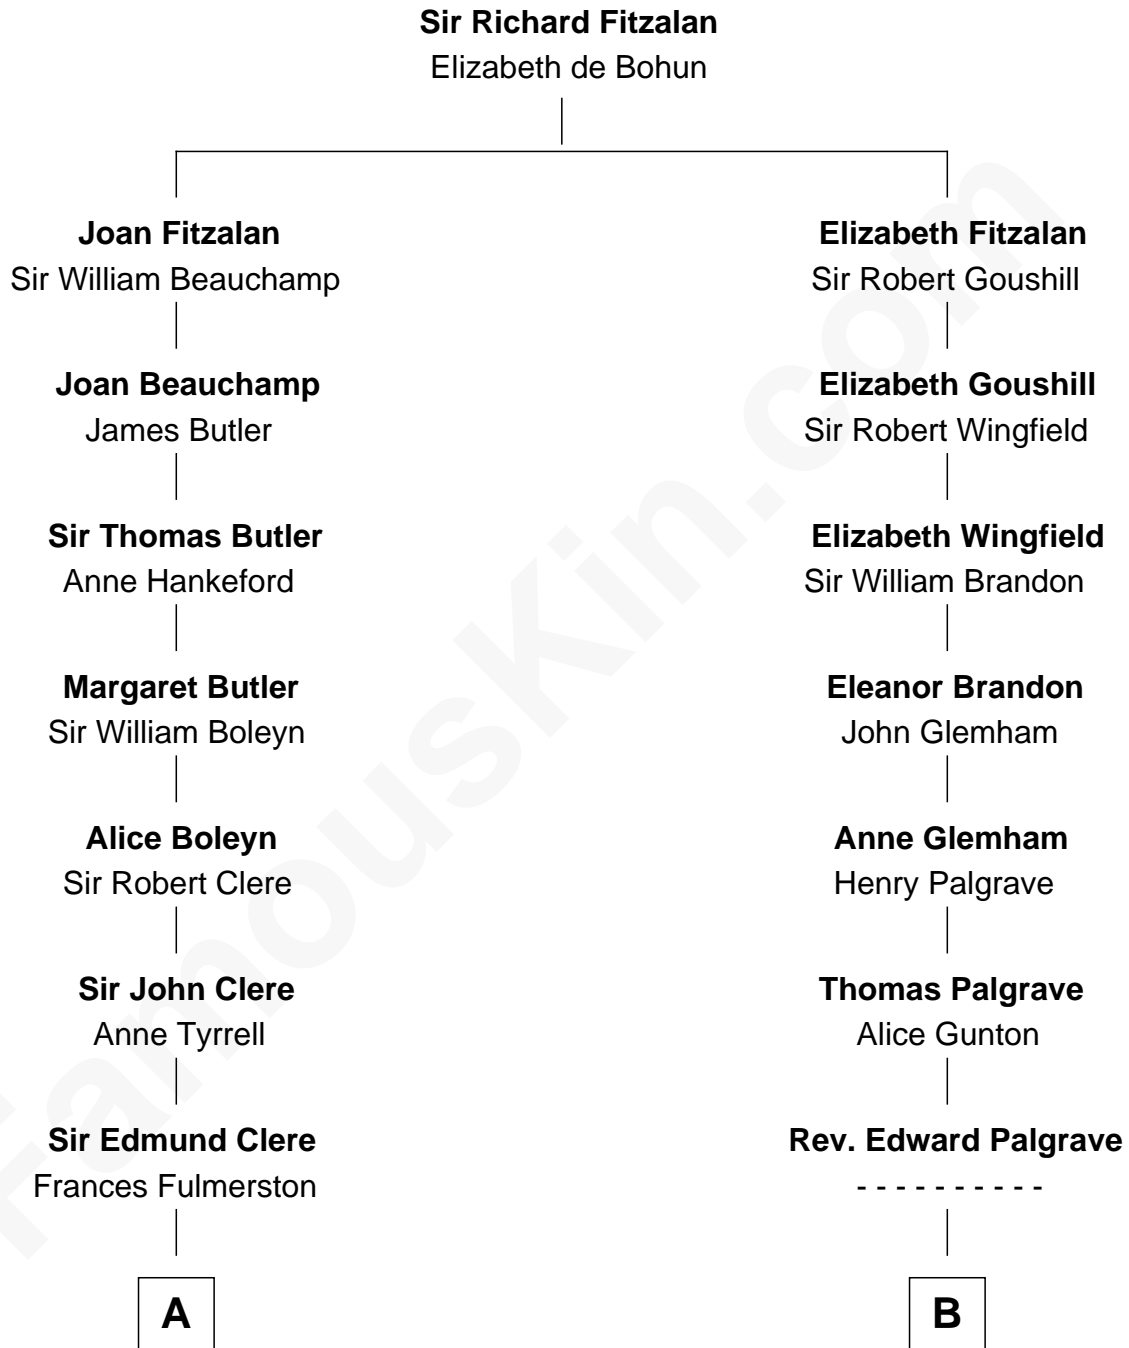 Sir Richard Fitzalan
Elizabeth de Bohun
Joan Fitzalan
Sir William Beauchamp
Elizabeth Fitzalan
Sir Robert Goushill
Joan Beauchamp
James Butler
Elizabeth Goushill
Sir Robert Wingfield
Sir Thomas Butler
Anne Hankeford
Elizabeth Wingfield
Sir William Brandon
Margaret Butler
Sir William Boleyn
Eleanor Brandon
John Glemham
Alice Boleyn
Sir Robert Clere
Anne Glemham
Henry Palgrave
Sir John Clere
Anne Tyrrell
Thomas Palgrave
Alice Gunton
Sir Edmund Clere
Frances Fulmerston
Rev. Edward Palgrave
- - - - - - - - - -
A
B
FamousKin.com